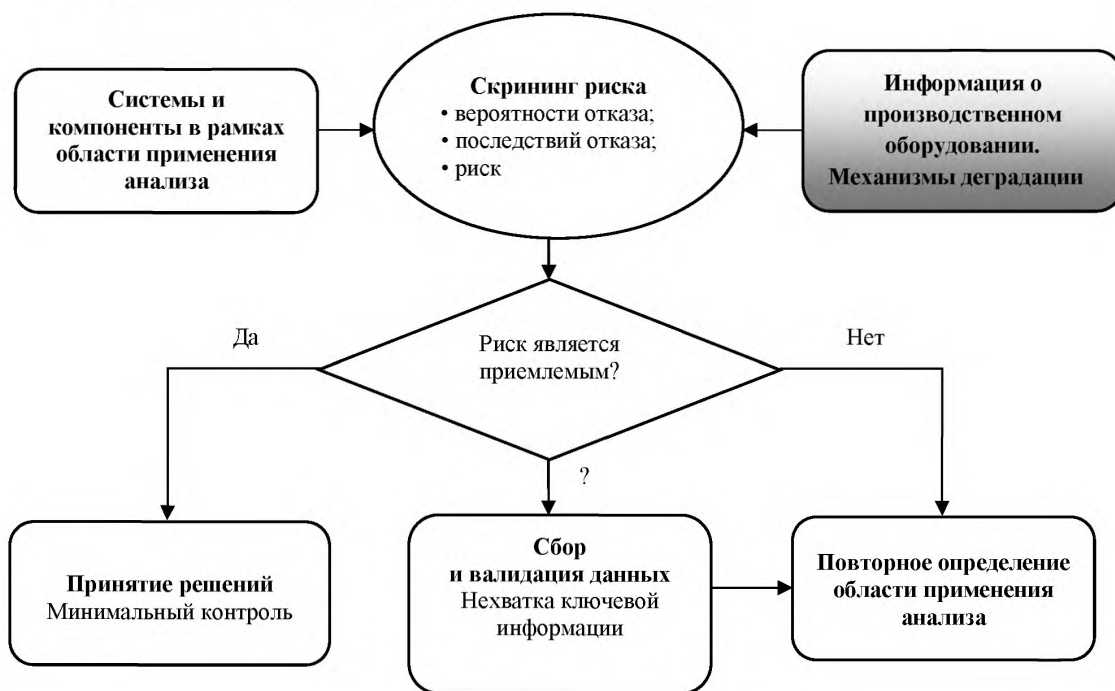 Системы и
компоненты в рамках
области применения
анализа
Скрининг риска
• вероятности отказа;
• последствий отказа;
• риск
Информация о
производственном
оборудовании.
Механизмы деградации
Да
Риск является
приемлемым?
Нет
?
Принятие решений
Минимальный контроль
Сбор
и валидация данных
Нехватка ключевой
информации
Повторное определение
области применения
анализа